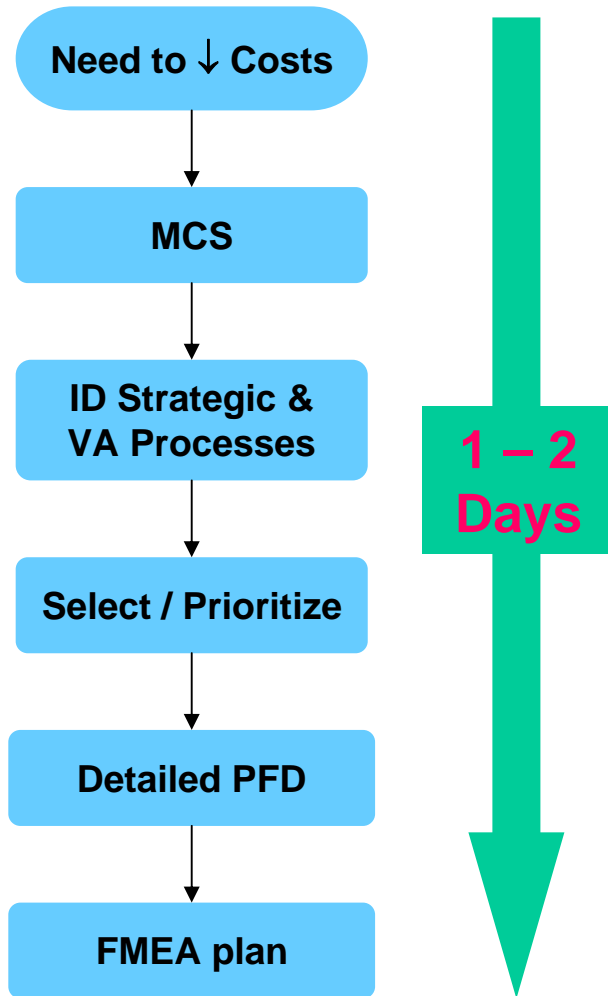 Need to ↓ Costs
MCS
ID Strategic &
VA Processes
1 – 2
Days
Select / Prioritize
Detailed PFD
FMEA plan